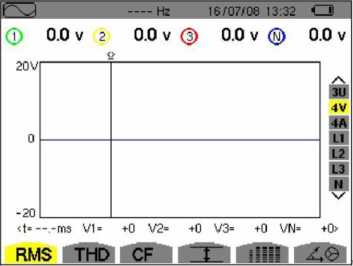 ---- Hz 16/07/08 13:32
1 0.0 v 2 0.0 v 3 0.0 v N 0.0 v
20V
0
-20
3U
4V
4A
L1
L2
L3
N
<t= --.-ms V1= +0 V2= +0 V3= +0 VN= +0>
RMS THD CF